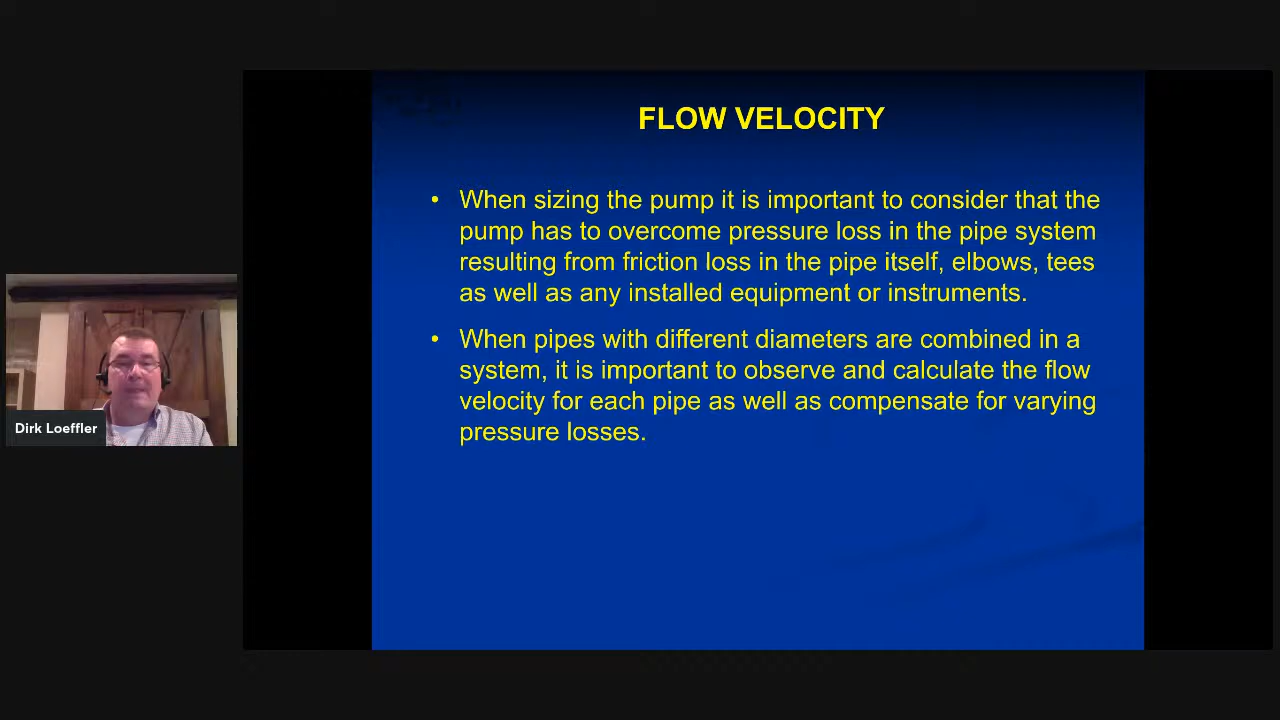 FLOW VELOCITY
• When sizing the pump it is important to consider that the
pump has to overcome pressure loss in the pipe system
resulting from friction loss in the pipe itself, elbows, tees
as well as any installed equipment or instruments.
• When pipes with different diameters are combined in a
system, it is important to observe and calculate the flow
velocity for each pipe as well as compensate for varying
pressure losses.
Dirk Loeffler